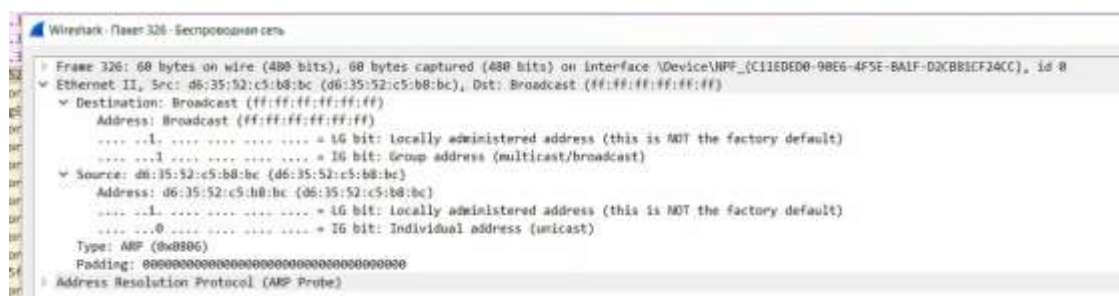 Wireshark · Пакет 326 · Беспроводная сеть
Frame 326: 60 bytes on wire (480 bits), 60 bytes captured (480 bits) on interface \Device\NPF_{C11EDED0-90E6-4F5E-BA1F-D2CBB1CF24CC}, id 0
Ethernet II, Src: d6:35:52:c5:b8:bc (d6:35:52:c5:b8:bc), Dst: Broadcast (ff:ff:ff:ff:ff:ff)
Destination: Broadcast (ff:ff:ff:ff:ff:ff)
Address: Broadcast (ff:ff:ff:ff:ff:ff)
.... ..1. .... .... .... .... = LG bit: Locally administered address (this is NOT the factory default)
.... ...1 .... .... .... .... = IG bit: Group address (multicast/broadcast)
Source: d6:35:52:c5:b8:bc (d6:35:52:c5:b8:bc)
Address: d6:35:52:c5:b8:bc (d6:35:52:c5:b8:bc)
.... ..1. .... .... .... .... = LG bit: Locally administered address (this is NOT the factory default)
.... ...0 .... .... .... .... = IG bit: Individual address (unicast)
Type: ARP (0x0806)
Padding: 000000000000000000000000000000000000
Address Resolution Protocol (ARP Probe)